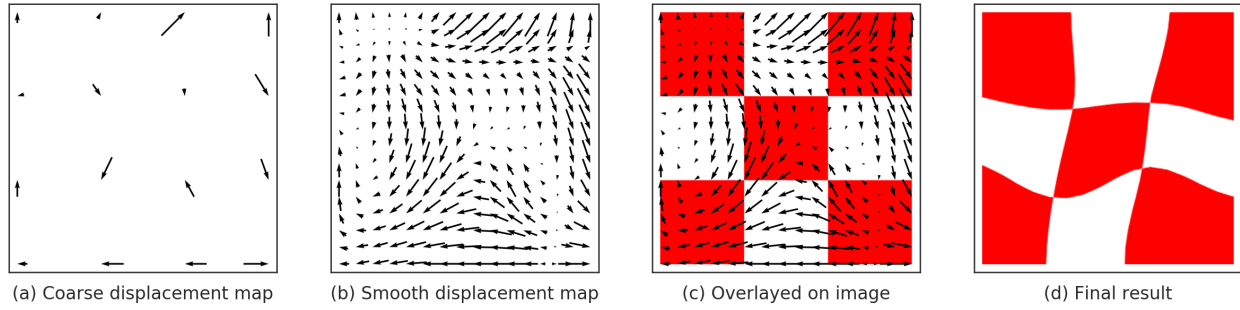 (a) Coarse displacement map
(b) Smooth displacement map
(c) Overlayed on image
(d) Final result